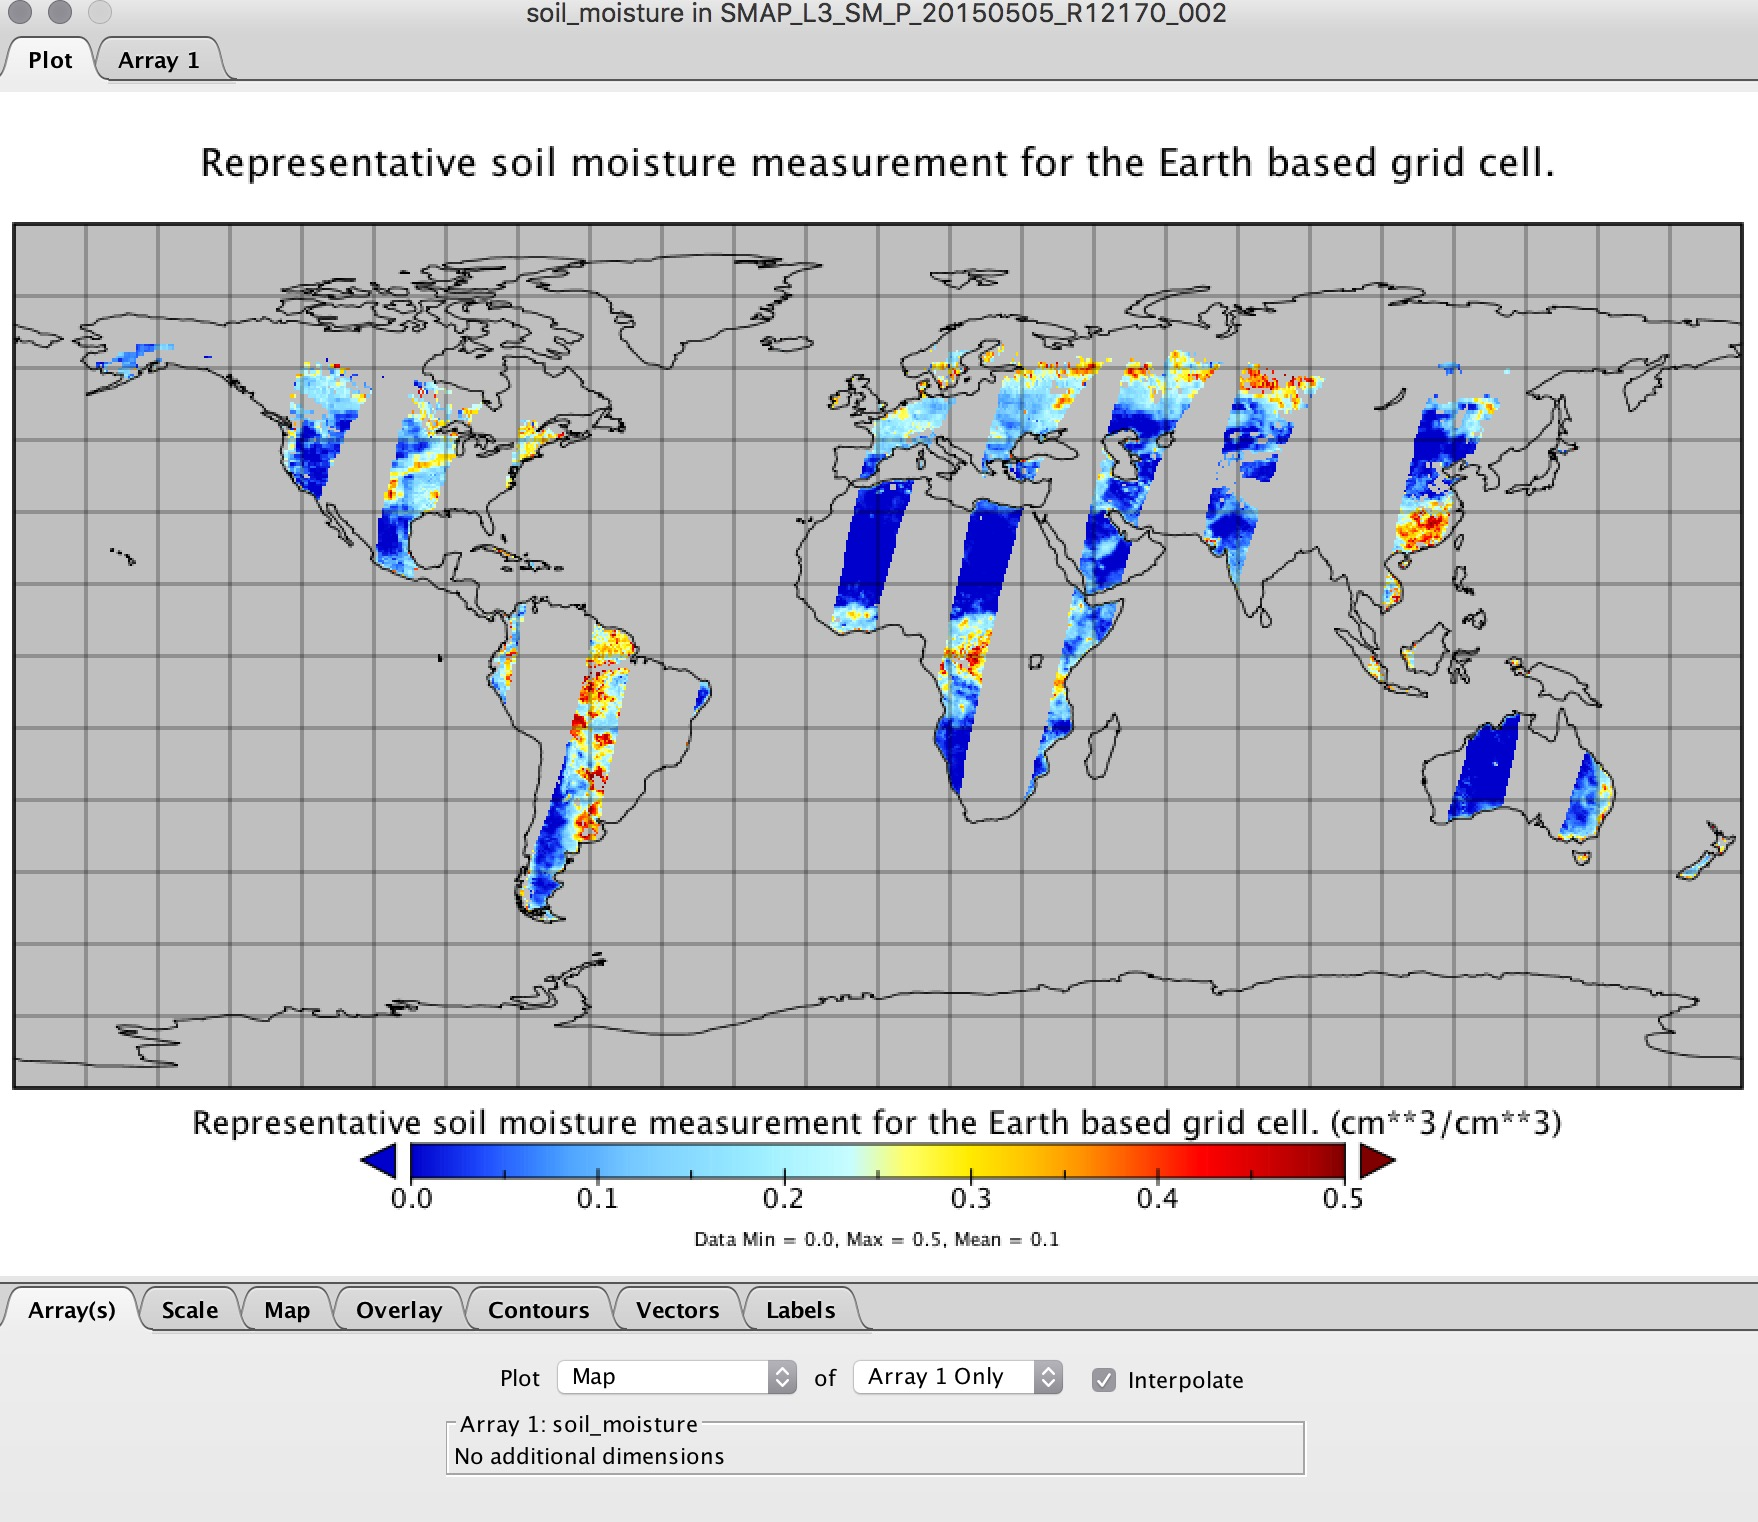 soil_moisture in SMAP_L3_SM_P_20150505_R12170_002
Plot Array 1
Representative soil moisture measurement for the Earth based grid cell.
Representative soil moisture measurement for the Earth based grid cell. (cm**3/cm**3)
0.0 0.1 0.2 0.3 0.4 0.5
Data Min = 0.0, Max = 0.5, Mean = 0.1
Array(s) Scale Map Overlay Contours Vectors Labels
Plot Map of Array 1 Only Interpolate
Array 1: soil_moisture
No additional dimensions